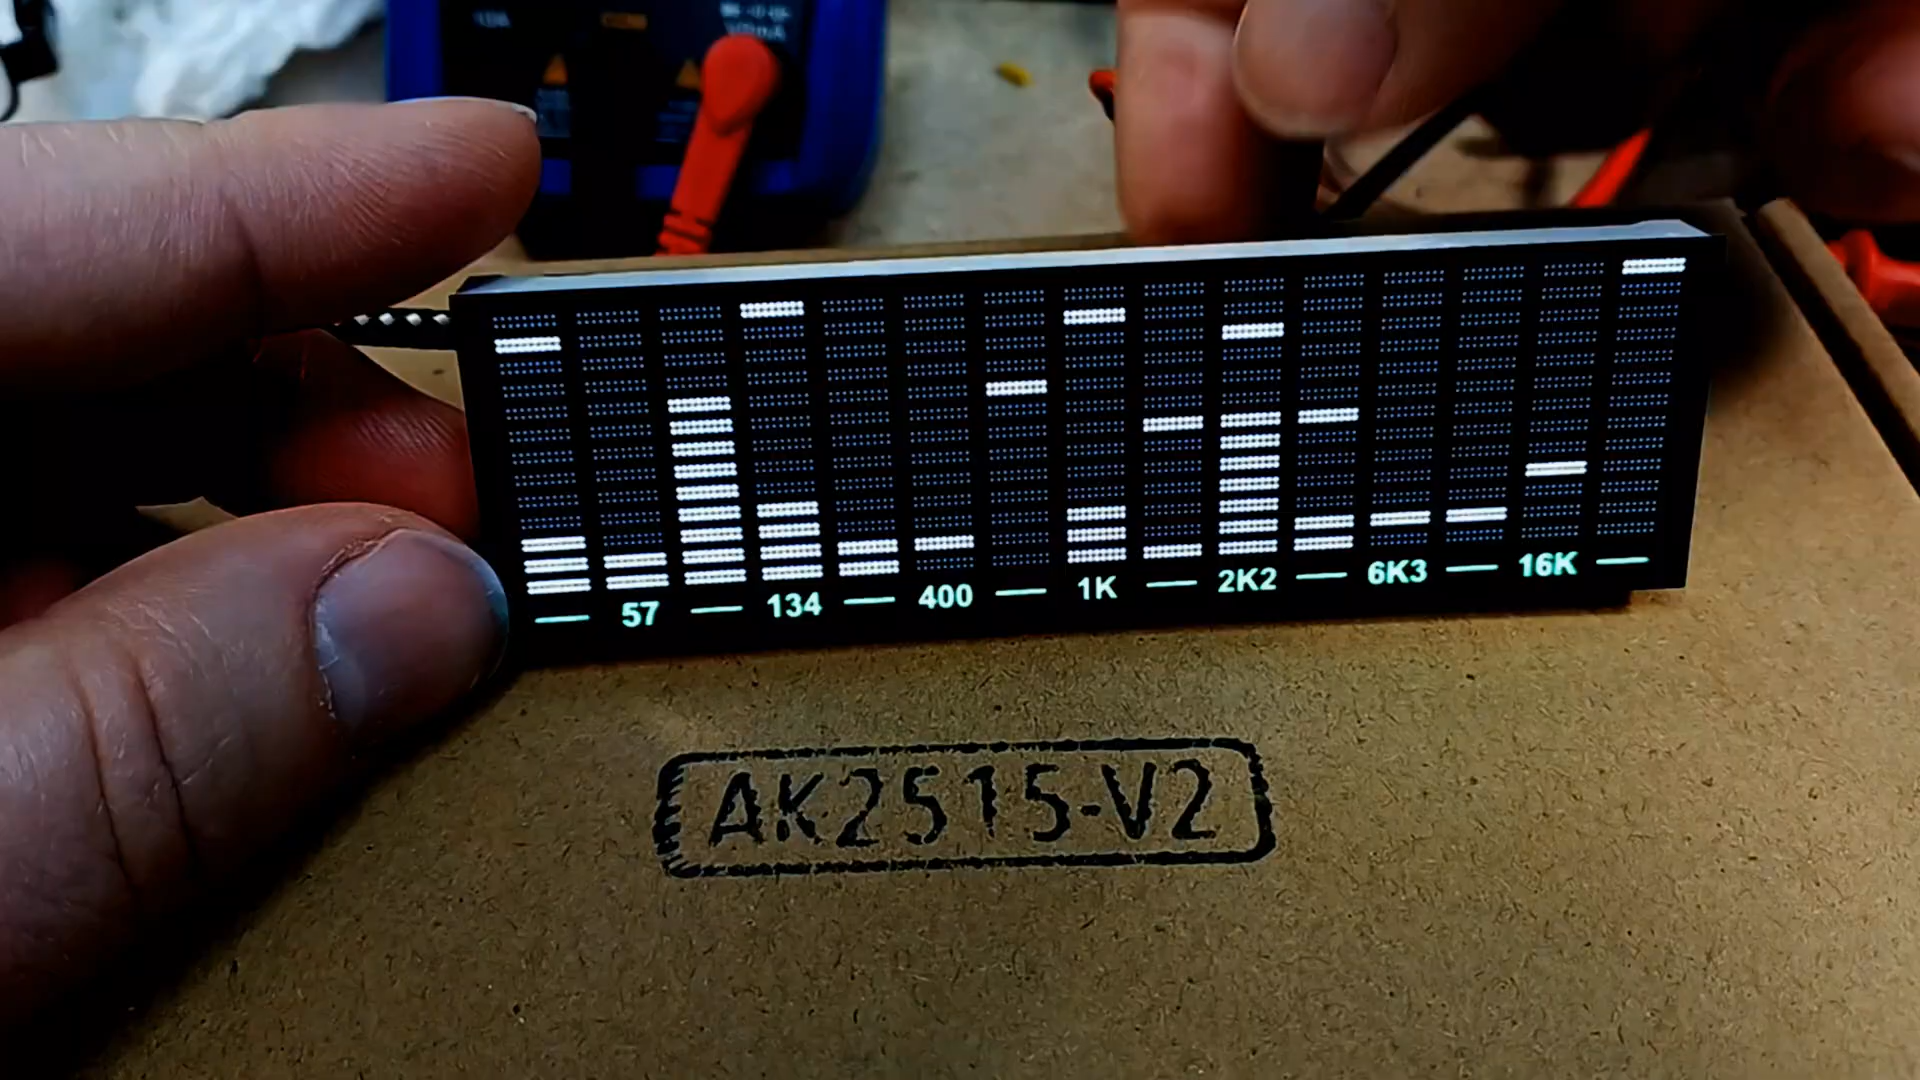 — 57 — 134 — 400 — 1K — 2K2 — 6K3 — 16K —
AK2515-V2